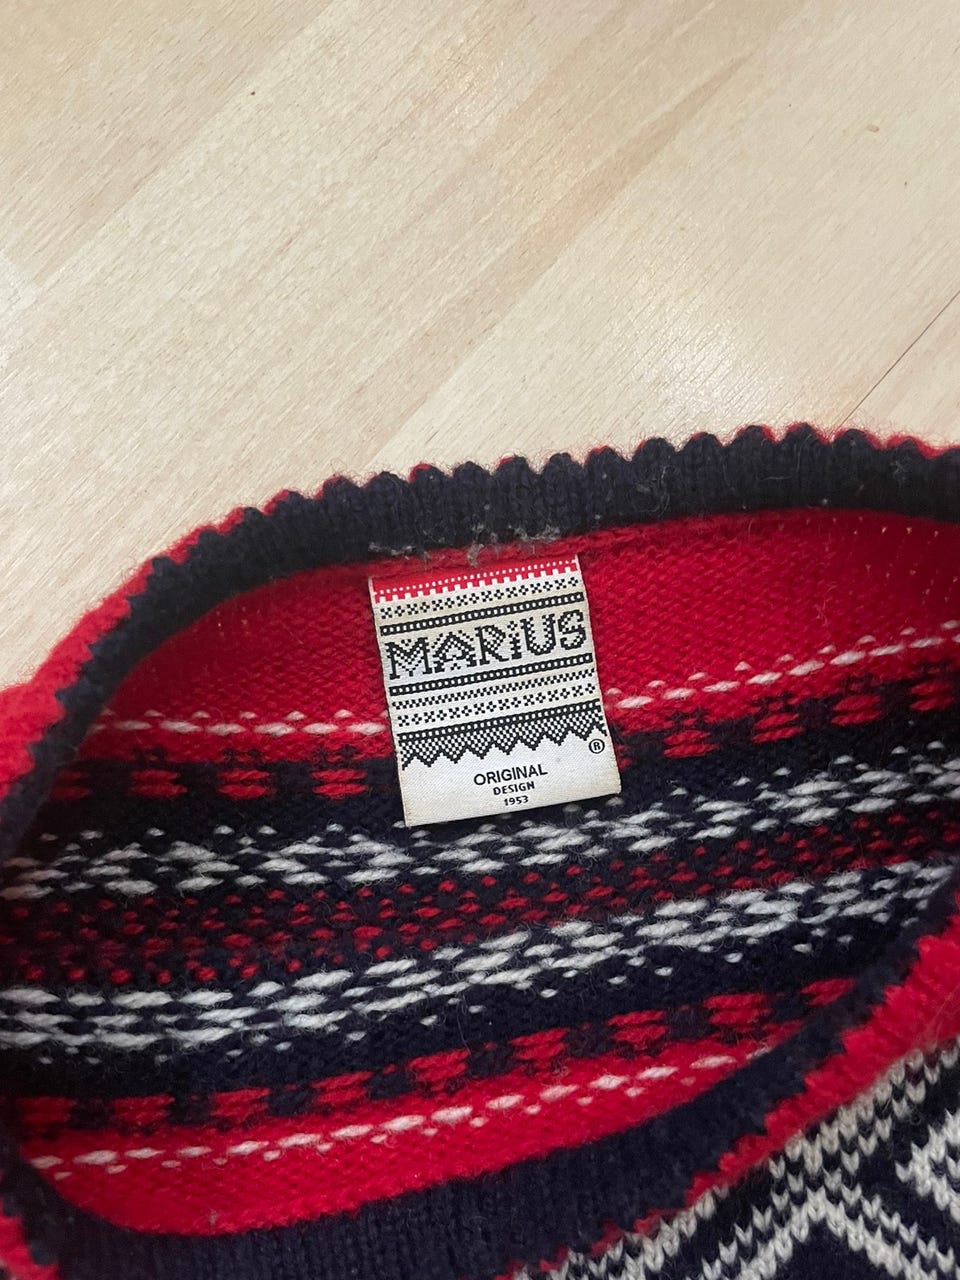 MARIUS
®
ORIGINAL
DESIGN
1953